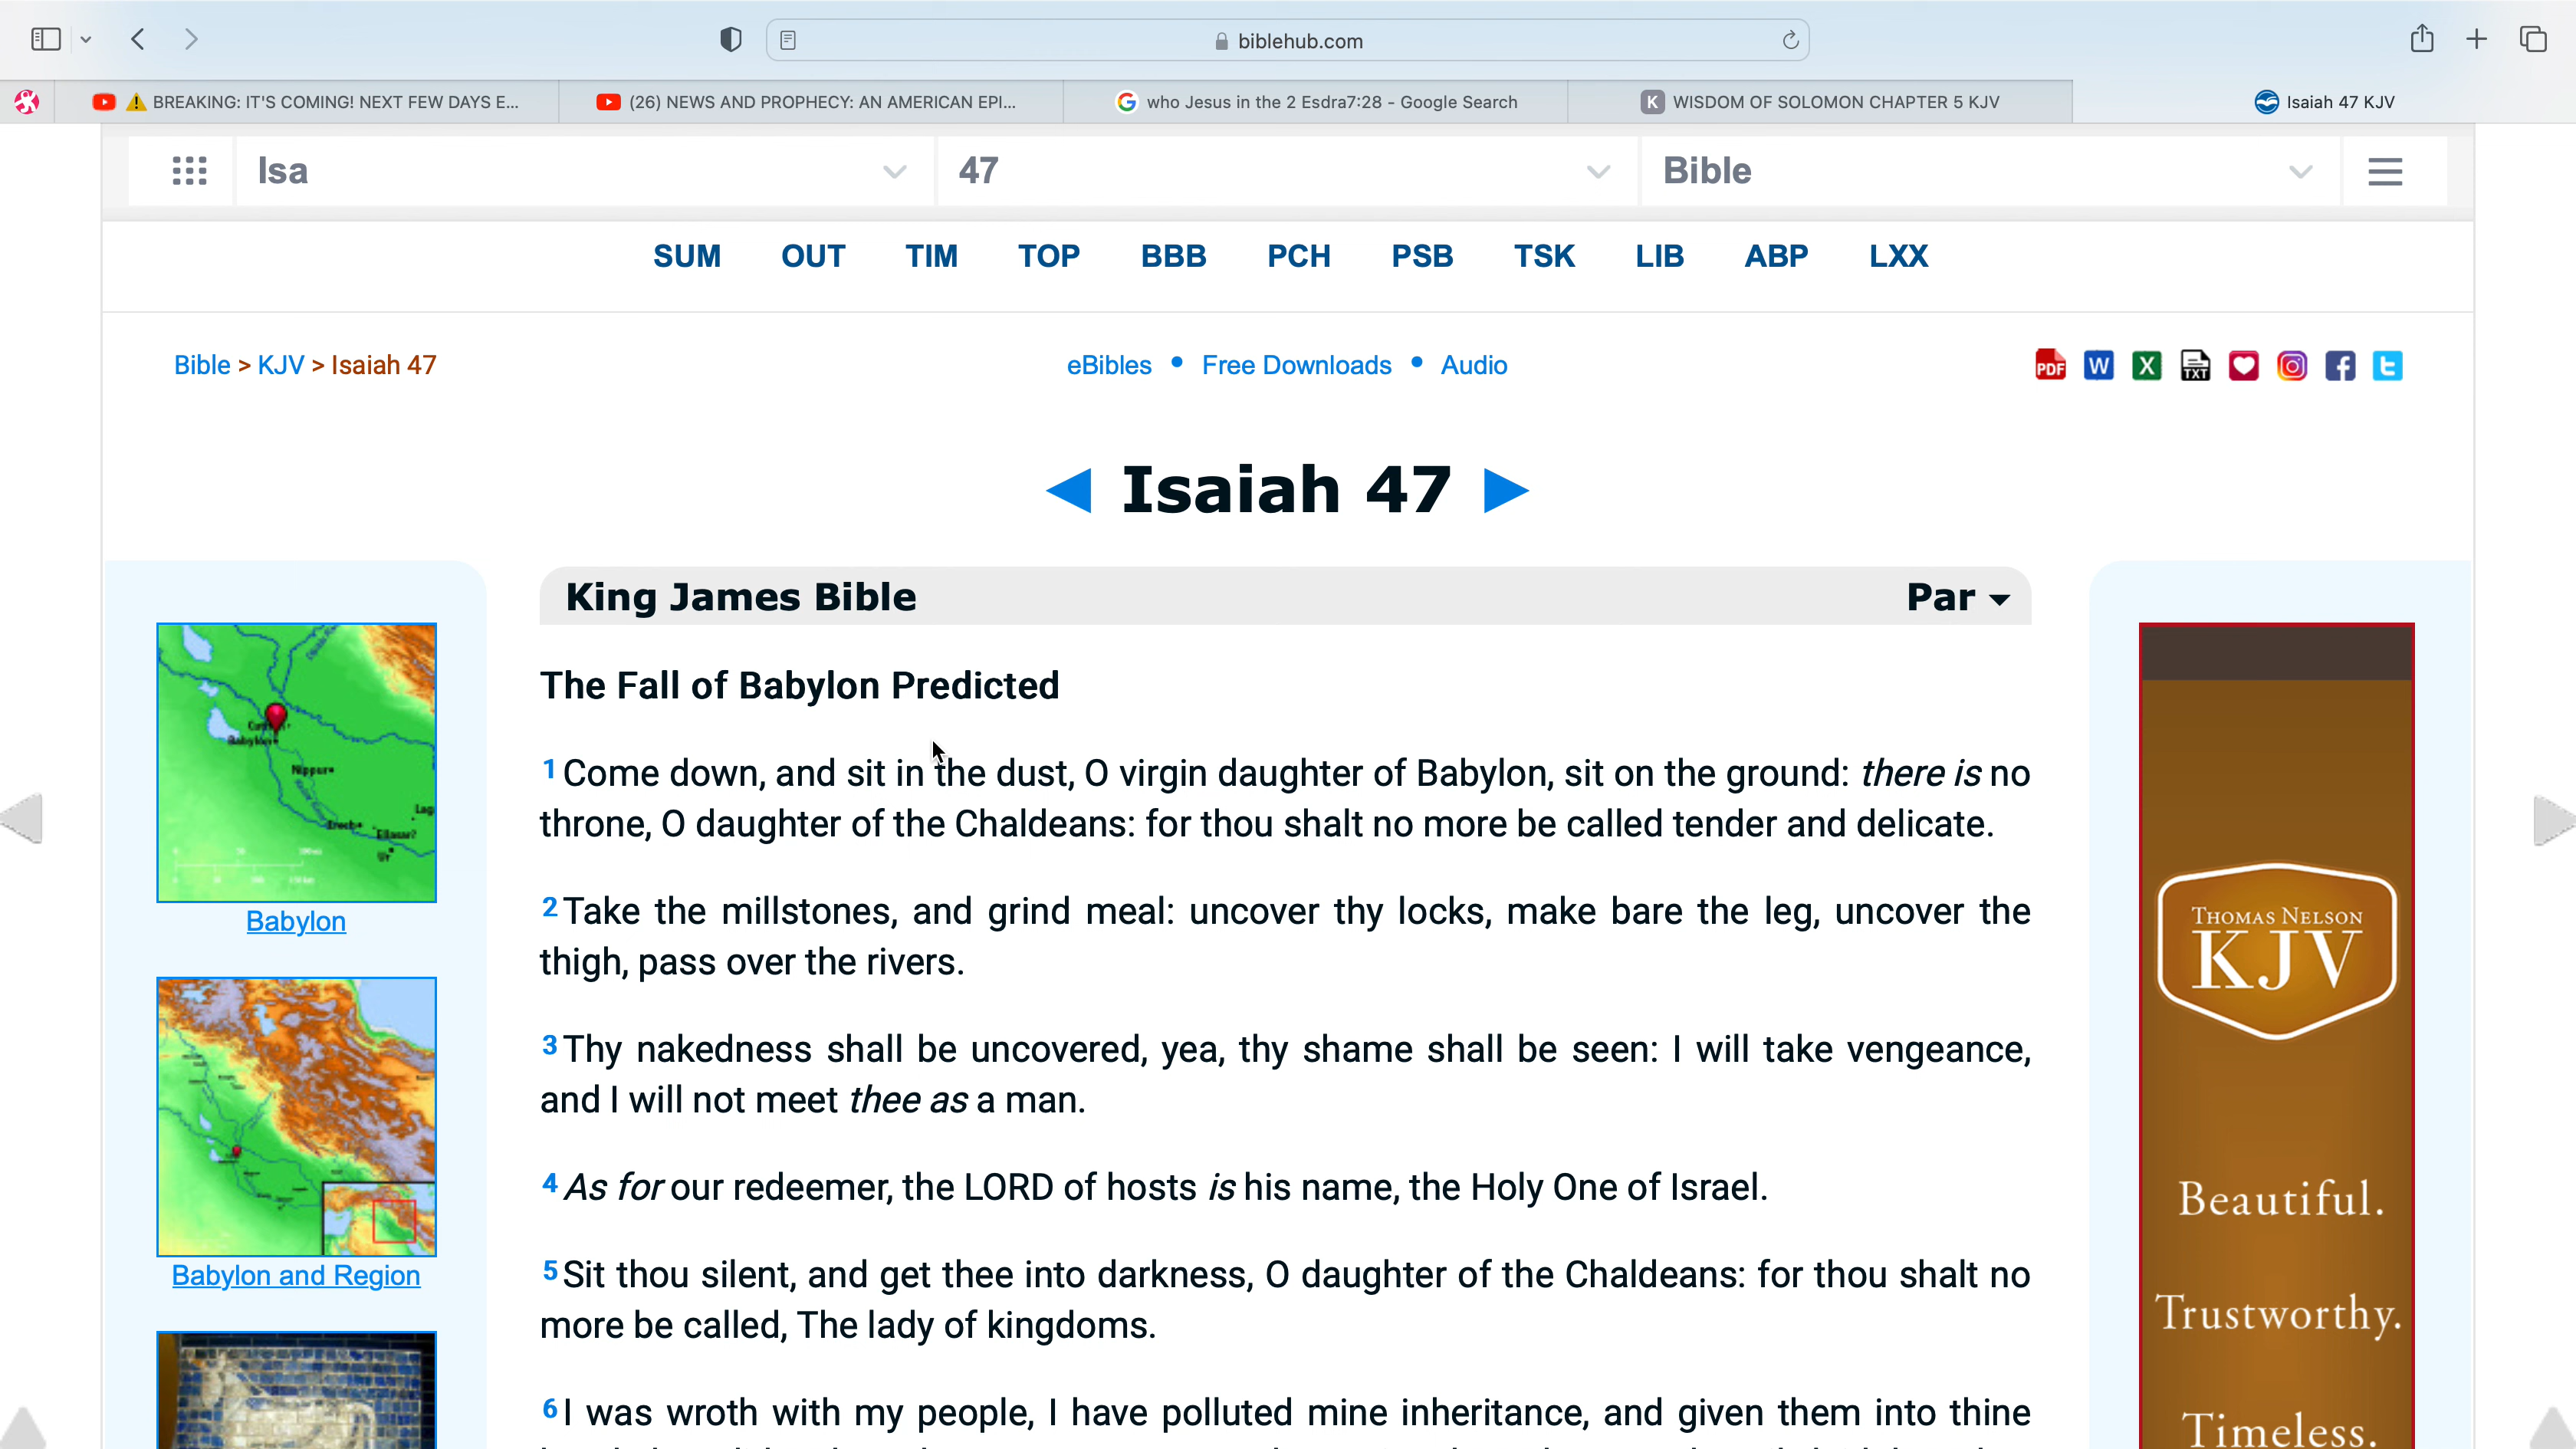 biblehub.com
BREAKING: IT'S COMING! NEXT FEW DAYS E...
(26) NEWS AND PROPHECY: AN AMERICAN EPI...
who Jesus in the 2 Esdra7:28 - Google Search
K WISDOM OF SOLOMON CHAPTER 5 KJV
Isaiah 47 KJV
Isa
47
Bible
SUM OUT TIM TOP BBB PCH PSB TSK LIB ABP LXX
Bible > KJV > Isaiah 47
eBibles • Free Downloads • Audio
PDF W X TXT
◀ Isaiah 47 ▶
King James Bible
Par
The Fall of Babylon Predicted
1 Come down, and sit in the dust, O virgin daughter of Babylon, sit on the ground: there is no
throne, O daughter of the Chaldeans: for thou shalt no more be called tender and delicate.
2 Take the millstones, and grind meal: uncover thy locks, make bare the leg, uncover the
thigh, pass over the rivers.
3 Thy nakedness shall be uncovered, yea, thy shame shall be seen: I will take vengeance,
and I will not meet thee as a man.
4 As for our redeemer, the LORD of hosts is his name, the Holy One of Israel.
5 Sit thou silent, and get thee into darkness, O daughter of the Chaldeans: for thou shalt no
more be called, The lady of kingdoms.
6 I was wroth with my people, I have polluted mine inheritance, and given them into thine
Babylon
Nippur
Erech
Ur
Babylon
Babylon and Region
THOMAS NELSON
KJV
Beautiful.
Trustworthy.
Timeless.